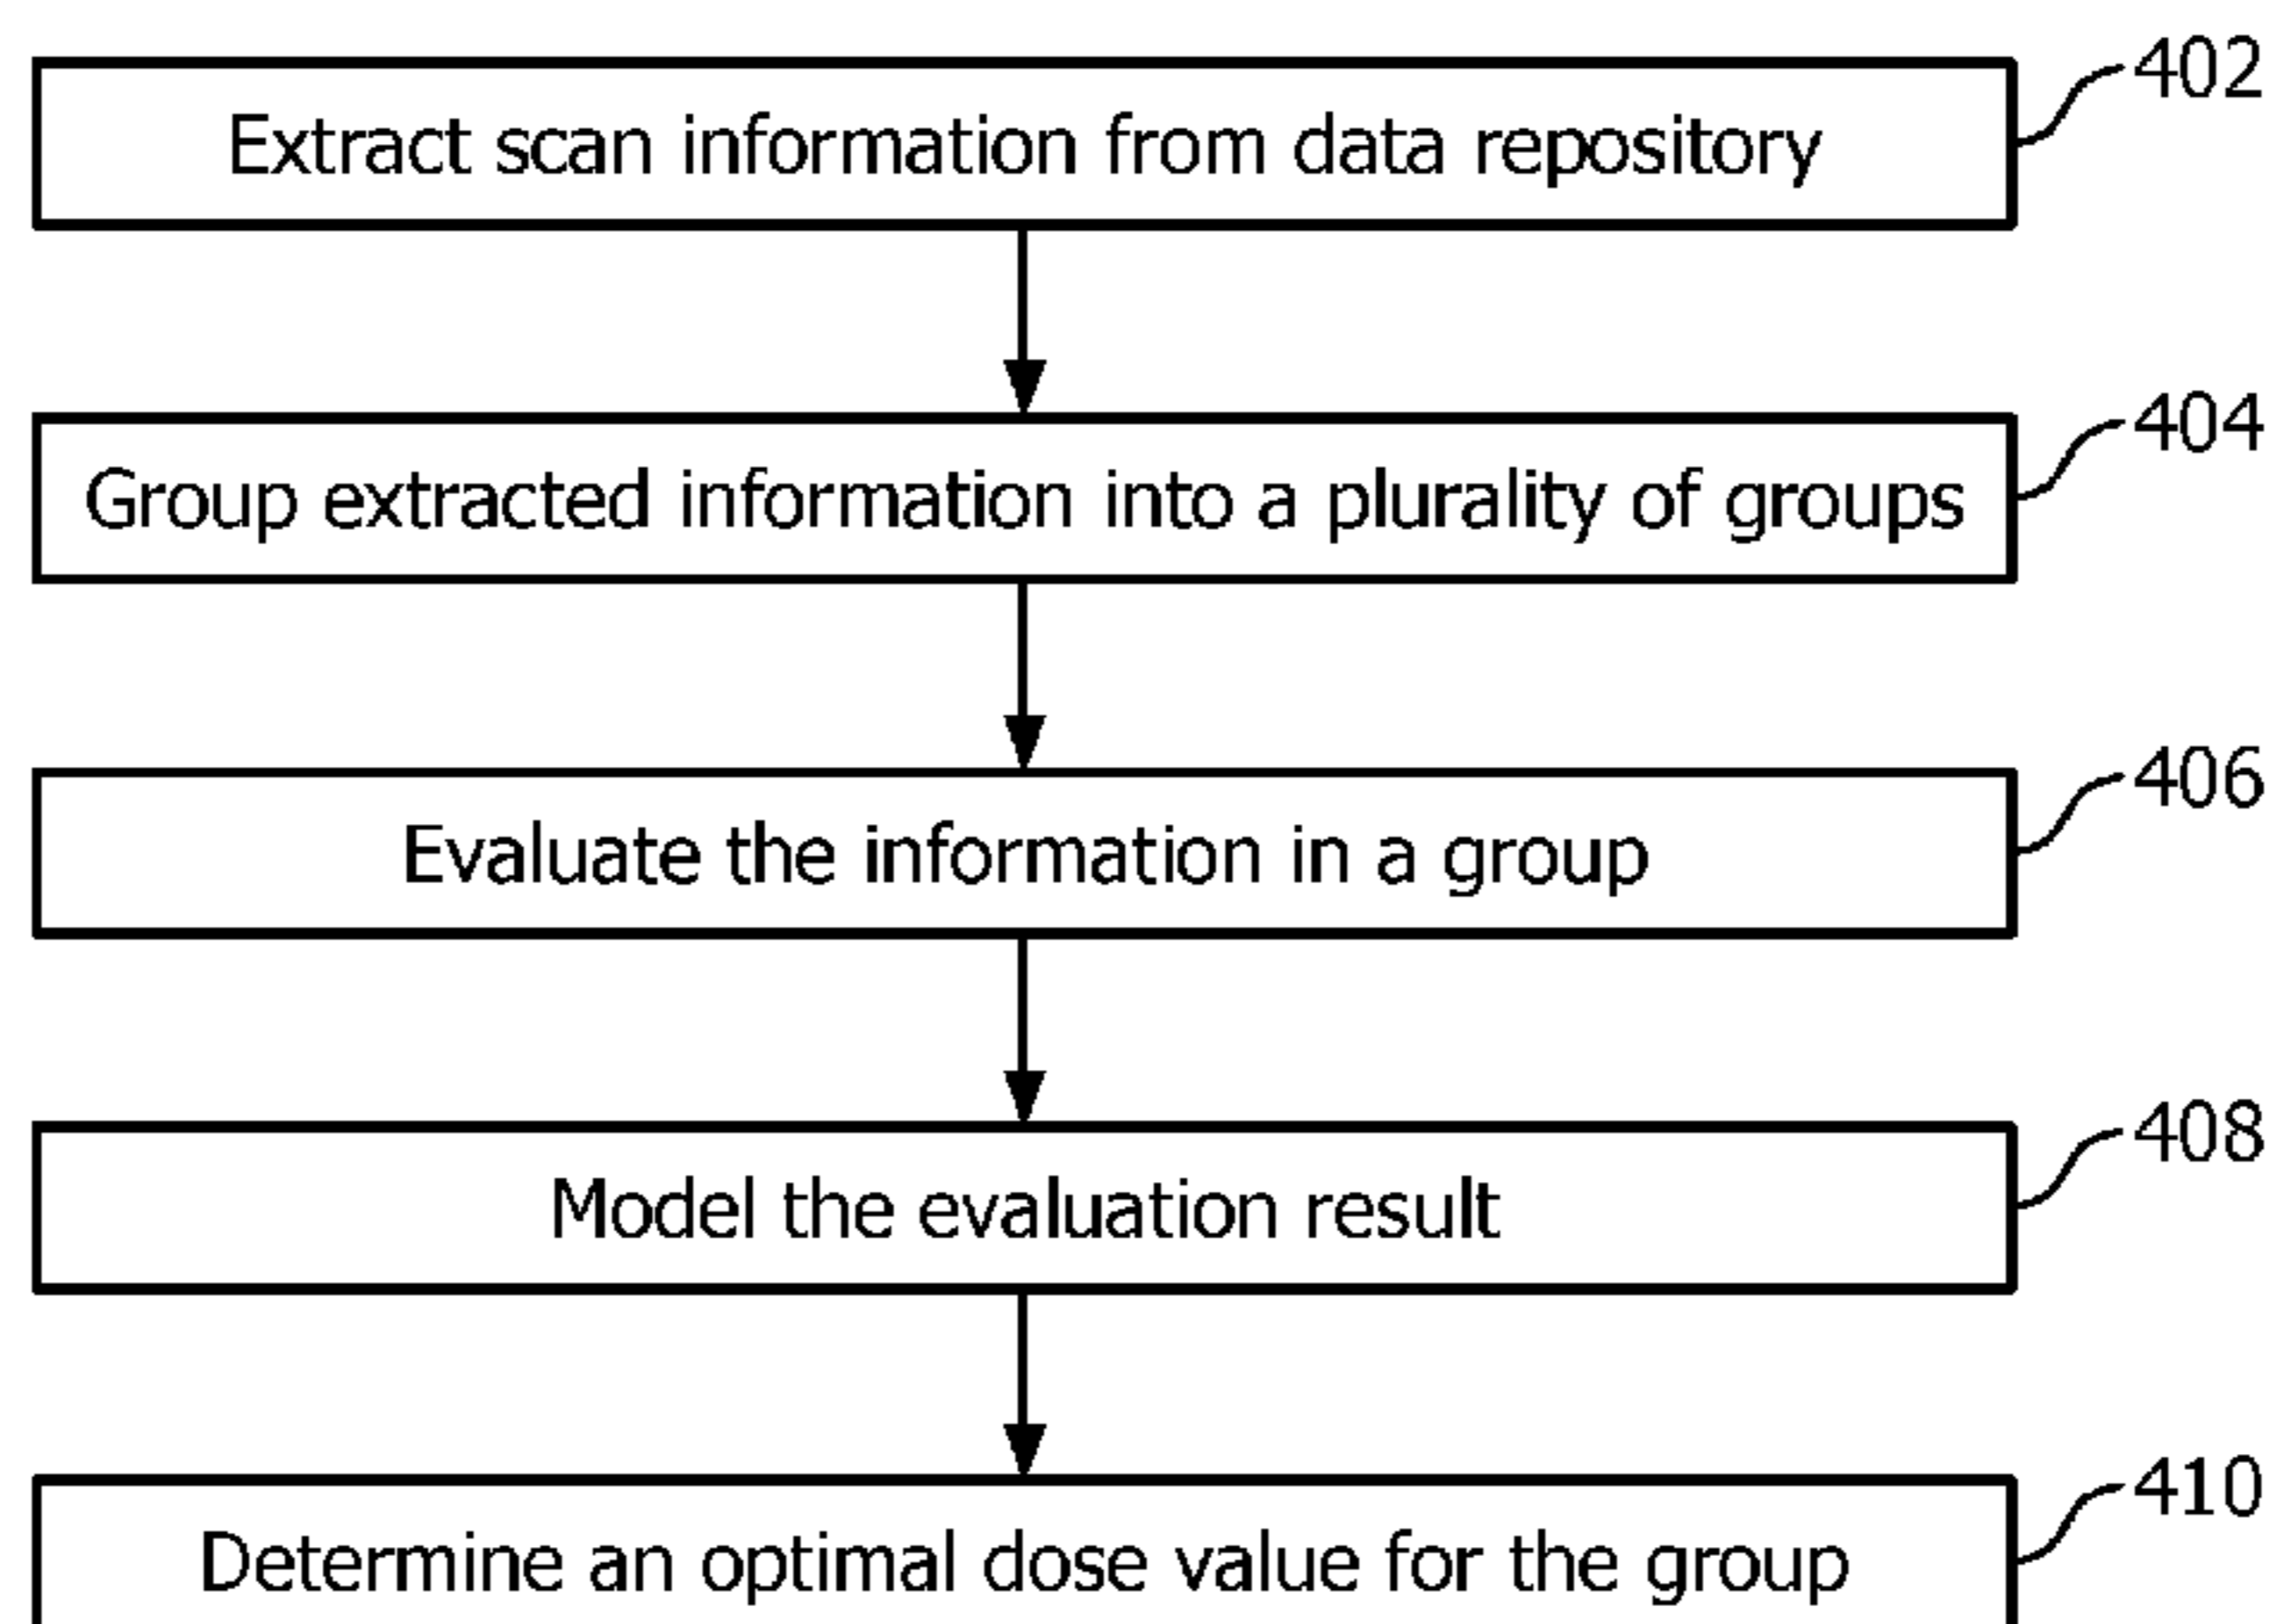 402
Extract scan information from data repository
404
Group extracted information into a plurality of groups
406
Evaluate the information in a group
408
Model the evaluation result
410
Determine an optimal dose value for the group